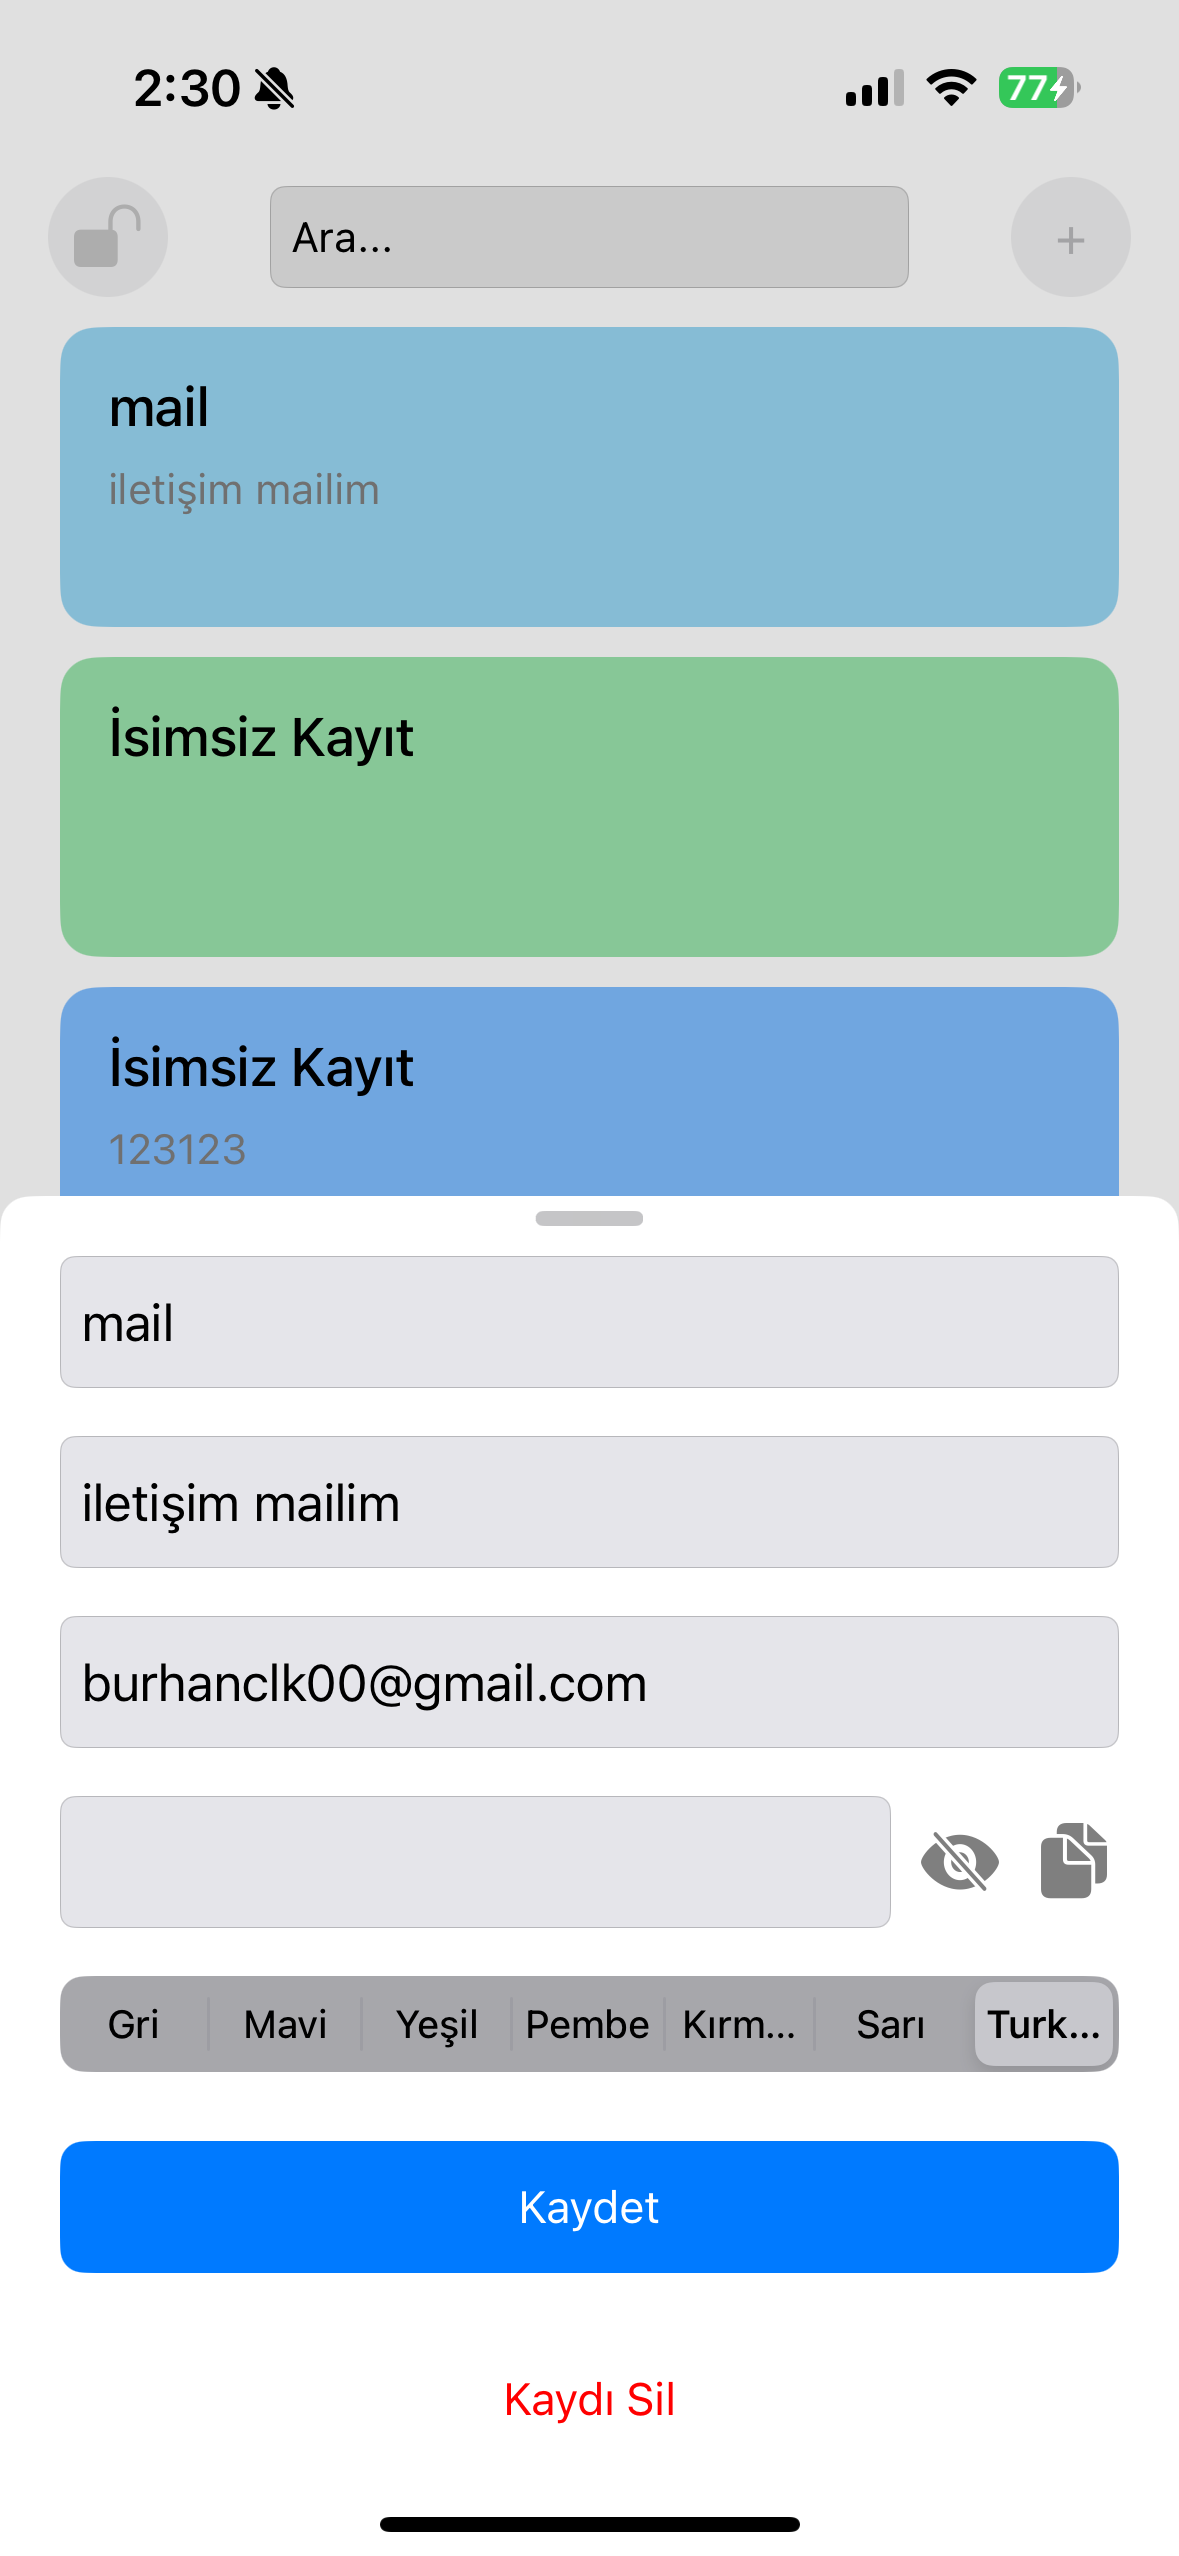 2:30
77
Ara...
+
mail
iletişim mailim
İsimsiz Kayıt
İsimsiz Kayıt
123123
mail
iletişim mailim
burhanclk00@gmail.com
Gri Mavi Yeşil Pembe Kırm... Sarı Turk...
Kaydet
Kaydı Sil